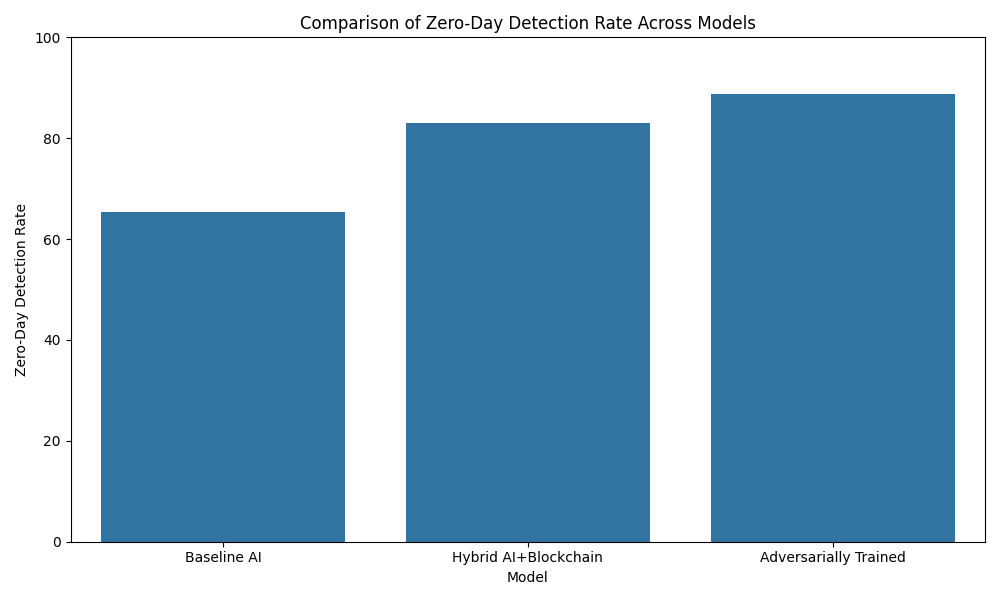 Comparison of Zero-Day Detection Rate Across Models
100
80
60
40
20
0
Zero-Day Detection Rate
Baseline AI
Hybrid AI+Blockchain
Adversarially Trained
Model